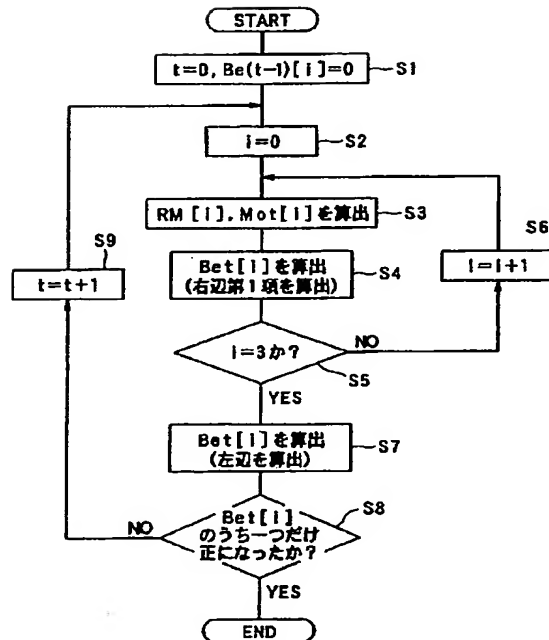 START
t=0, Be(t-1)[i]=0
S1
i=0
S2
RM[i], Mot[i]を算出
S3
S6
i=i+1
S9
t=t+1
Bet[i]を算出
(右辺第1項を算出)
S4
i=3か?
NO
S5
YES
Bet[i]を算出
(左辺を算出)
S7
Bet[i]
のうち一つだけ
正になったか?
S8
NO
YES
END